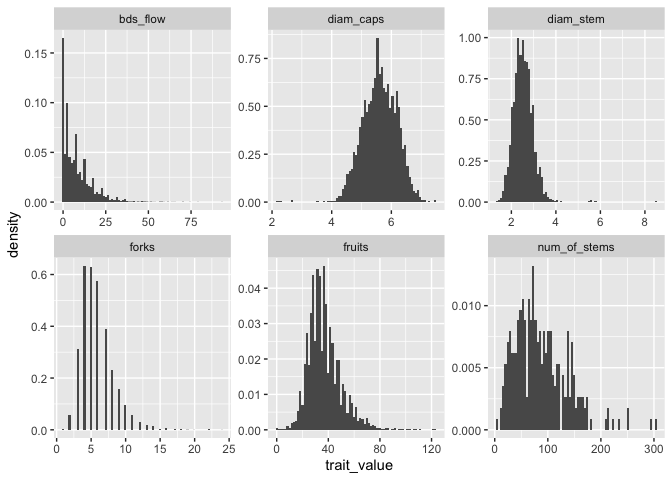 bds_flow
diam_caps
diam_stem
0.15
0.10
0.05
0.00
0 25 50 75
0.75
0.50
0.25
0.00
2 4 6
1.00
0.75
0.50
0.25
0.00
2 4 6 8
density
forks
fruits
num_of_stems
0.6
0.4
0.2
0.0
0 5 10 15 20 25
0.04
0.03
0.02
0.01
0.00
0 40 80 120
0.010
0.005
0.000
0 100 200 300
trait_value